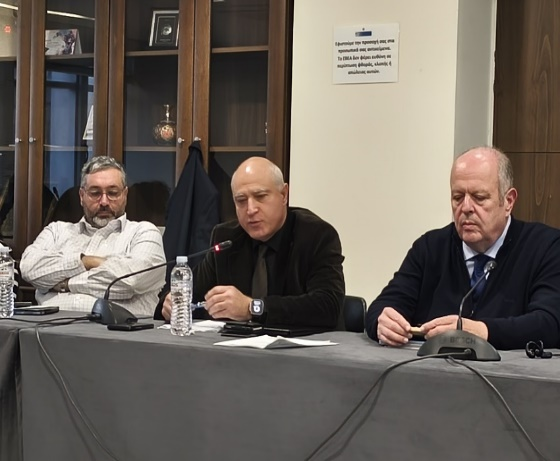 Εφιστούμε την προσοχή σας στα
προσωπικά σας αντικείμενα.
Το ΕΒΕΑ δεν φέρει ευθύνη σε
περίπτωση φθοράς, κλοπής ή
απώλειας αυτών.
BOSCH